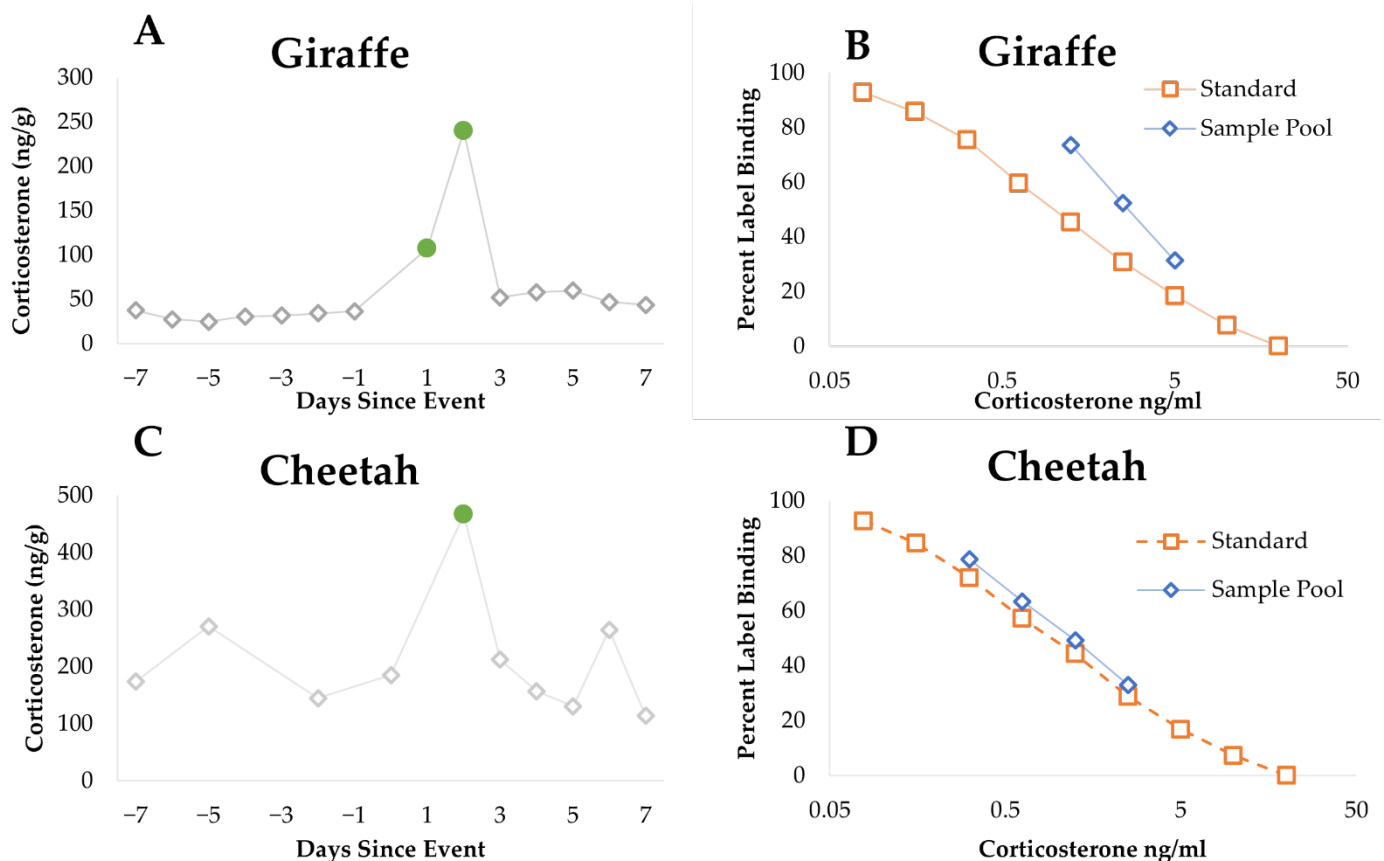 A
Giraffe
Corticosterone (ng/g)
300
250
200
150
100
50
0
−7 −5 −3 −1 1 3 5 7
Days Since Event
B
Giraffe
Percent Label Binding
100
80
60
40
20
0
Standard
Sample Pool
0.05 0.5 5 50
Corticosterone ng/ml
C
Cheetah
Corticosterone (ng/g)
500
400
300
200
100
0
−7 −5 −3 −1 1 3 5 7
Days Since Event
D
Cheetah
Percent Label Binding
100
80
60
40
20
0
Standard
Sample Pool
0.05 0.5 5 50
Corticosterone ng/ml